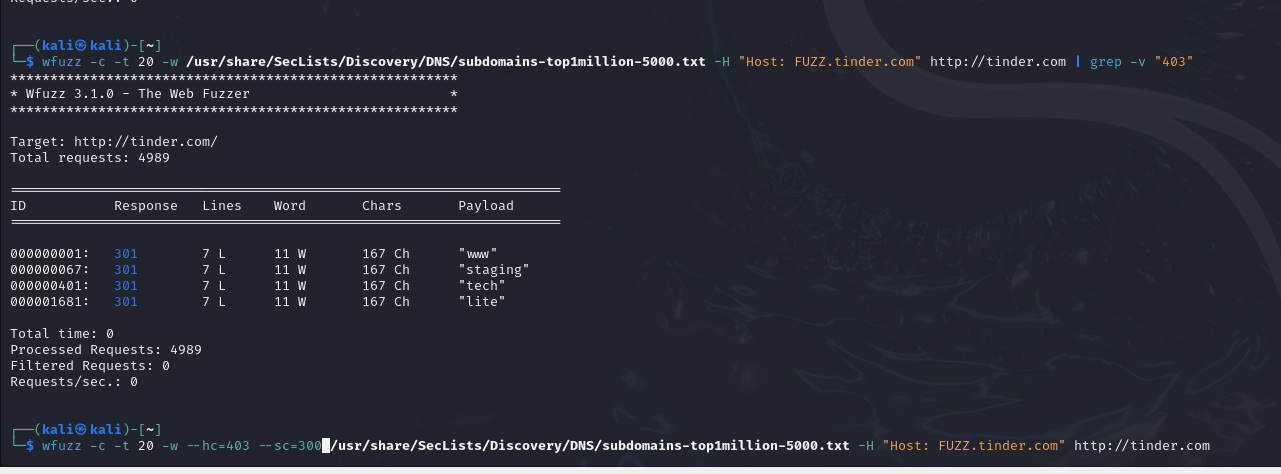 Requests/sec.: 0
┌──(kali㉿kali)-[~]
└─$ wfuzz -c -t 20 -w /usr/share/SecLists/Discovery/DNS/subdomains-top1million-5000.txt -H "Host: FUZZ.tinder.com" http://tinder.com | grep -v "403"
********************************************************
* Wfuzz 3.1.0 - The Web Fuzzer                         *
********************************************************
Target: http://tinder.com/
Total requests: 4989
=====================================================================
ID           Response   Lines    Word       Chars       Payload
=====================================================================
000000001:   301        7 L      11 W       167 Ch      "www"
000000067:   301        7 L      11 W       167 Ch      "staging"
000000401:   301        7 L      11 W       167 Ch      "tech"
000001681:   301        7 L      11 W       167 Ch      "lite"
Total time: 0
Processed Requests: 4989
Filtered Requests: 0
Requests/sec.: 0
┌──(kali㉿kali)-[~]
└─$ wfuzz -c -t 20 -w --hc=403 --sc=300 /usr/share/SecLists/Discovery/DNS/subdomains-top1million-5000.txt -H "Host: FUZZ.tinder.com" http://tinder.com